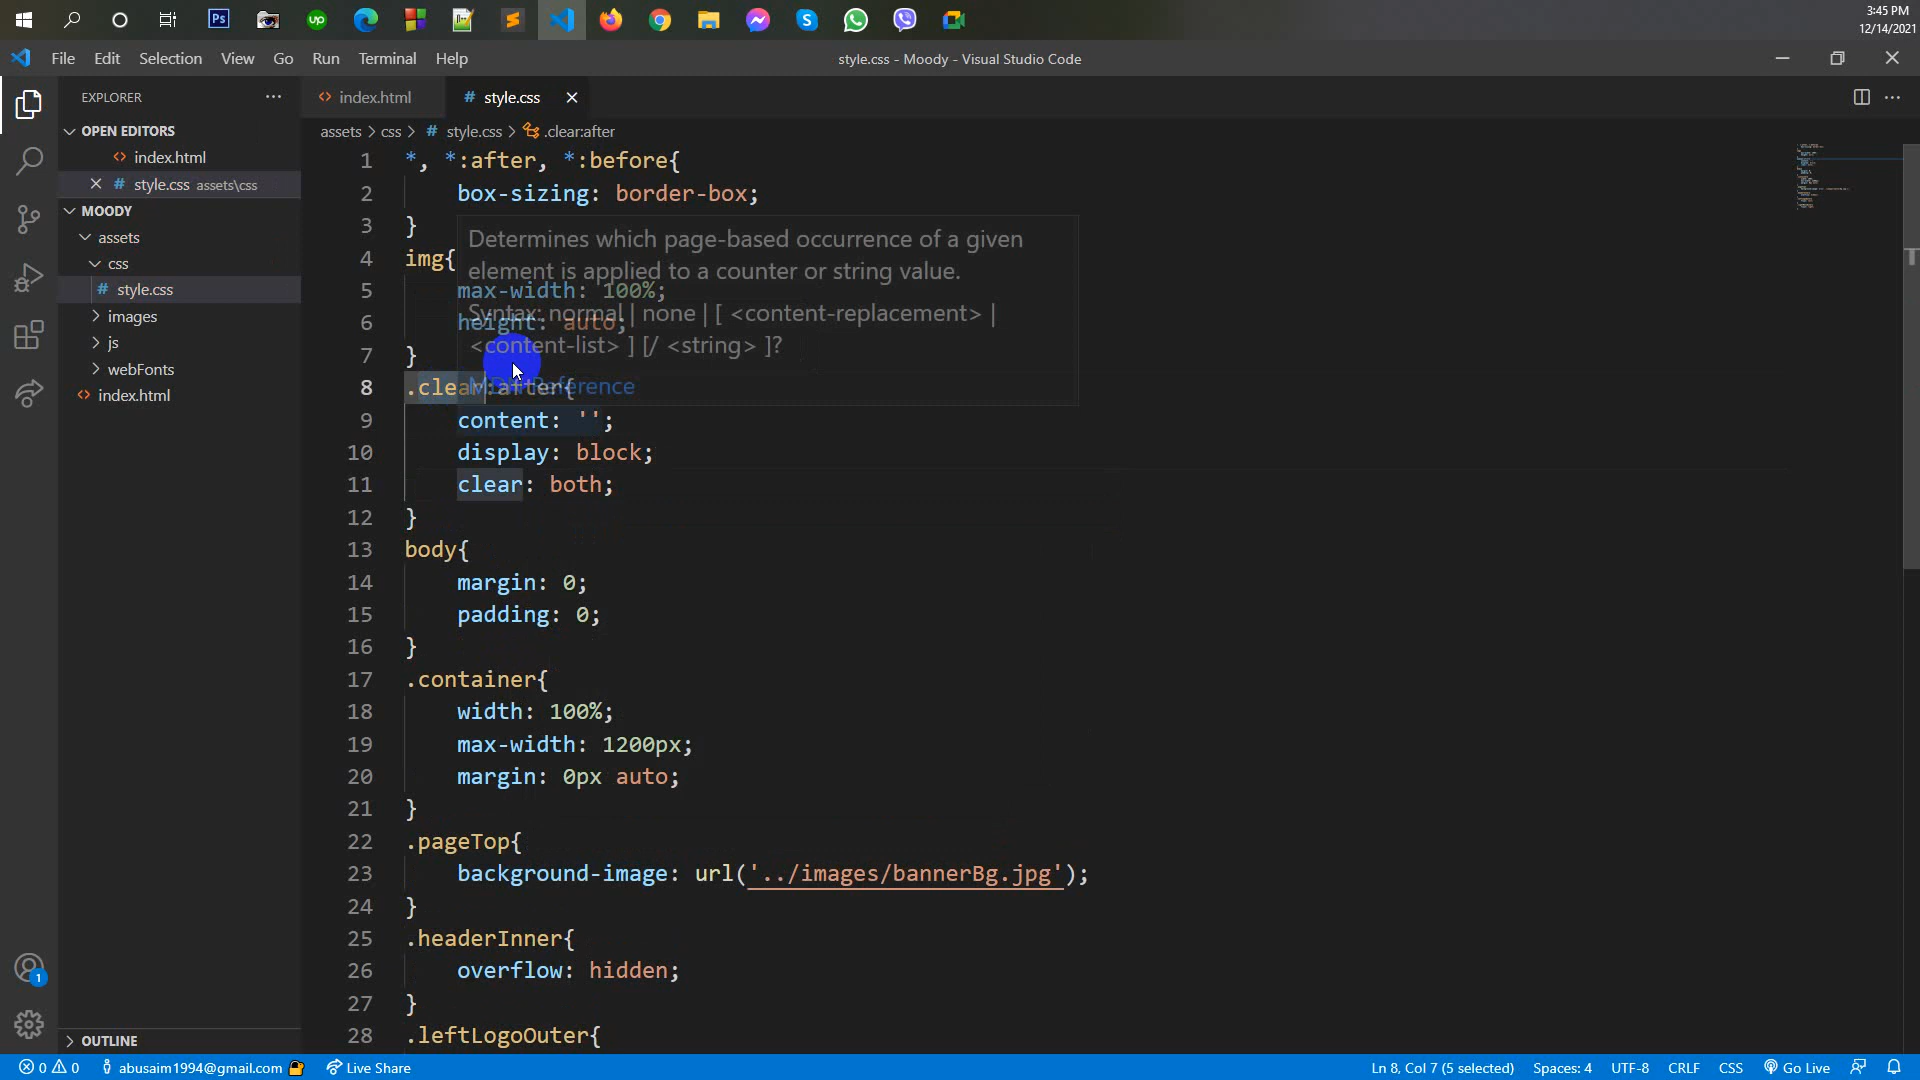 3:45 PM
12/14/2021
Ps
up
File Edit Selection View Go Run Terminal Help
style.css - Moody - Visual Studio Code
EXPLORER
index.html
# style.css
OPEN EDITORS
assets > css > # style.css > .clear:after
index.html
# style.css assets\css
MOODY
assets
css
# style.css
images
js
webFonts
index.html
1 *, *:after, *:before{
2 box-sizing: border-box;
3 }
4 img{
5 max-width: 100%;
6 height: auto;
7 }
8 .clear:after{
9 content: '';
10 display: block;
11 clear: both;
12 }
13 body{
14 margin: 0;
15 padding: 0;
16 }
17 .container{
18 width: 100%;
19 max-width: 1200px;
20 margin: 0px auto;
21 }
22 .pageTop{
23 background-image: url('../images/bannerBg.jpg');
24 }
25 .headerInner{
26 overflow: hidden;
27 }
28 .leftLogoOuter{
Determines which page-based occurrence of a given
element is applied to a counter or string value.
Syntax: normal | none | [ <content-replacement> |
<content-list> ] [/ <string> ]?
MDN Reference
1
OUTLINE
0 0 abusaim1994@gmail.com Live Share
Ln 8, Col 7 (5 selected) Spaces: 4 UTF-8 CRLF CSS Go Live